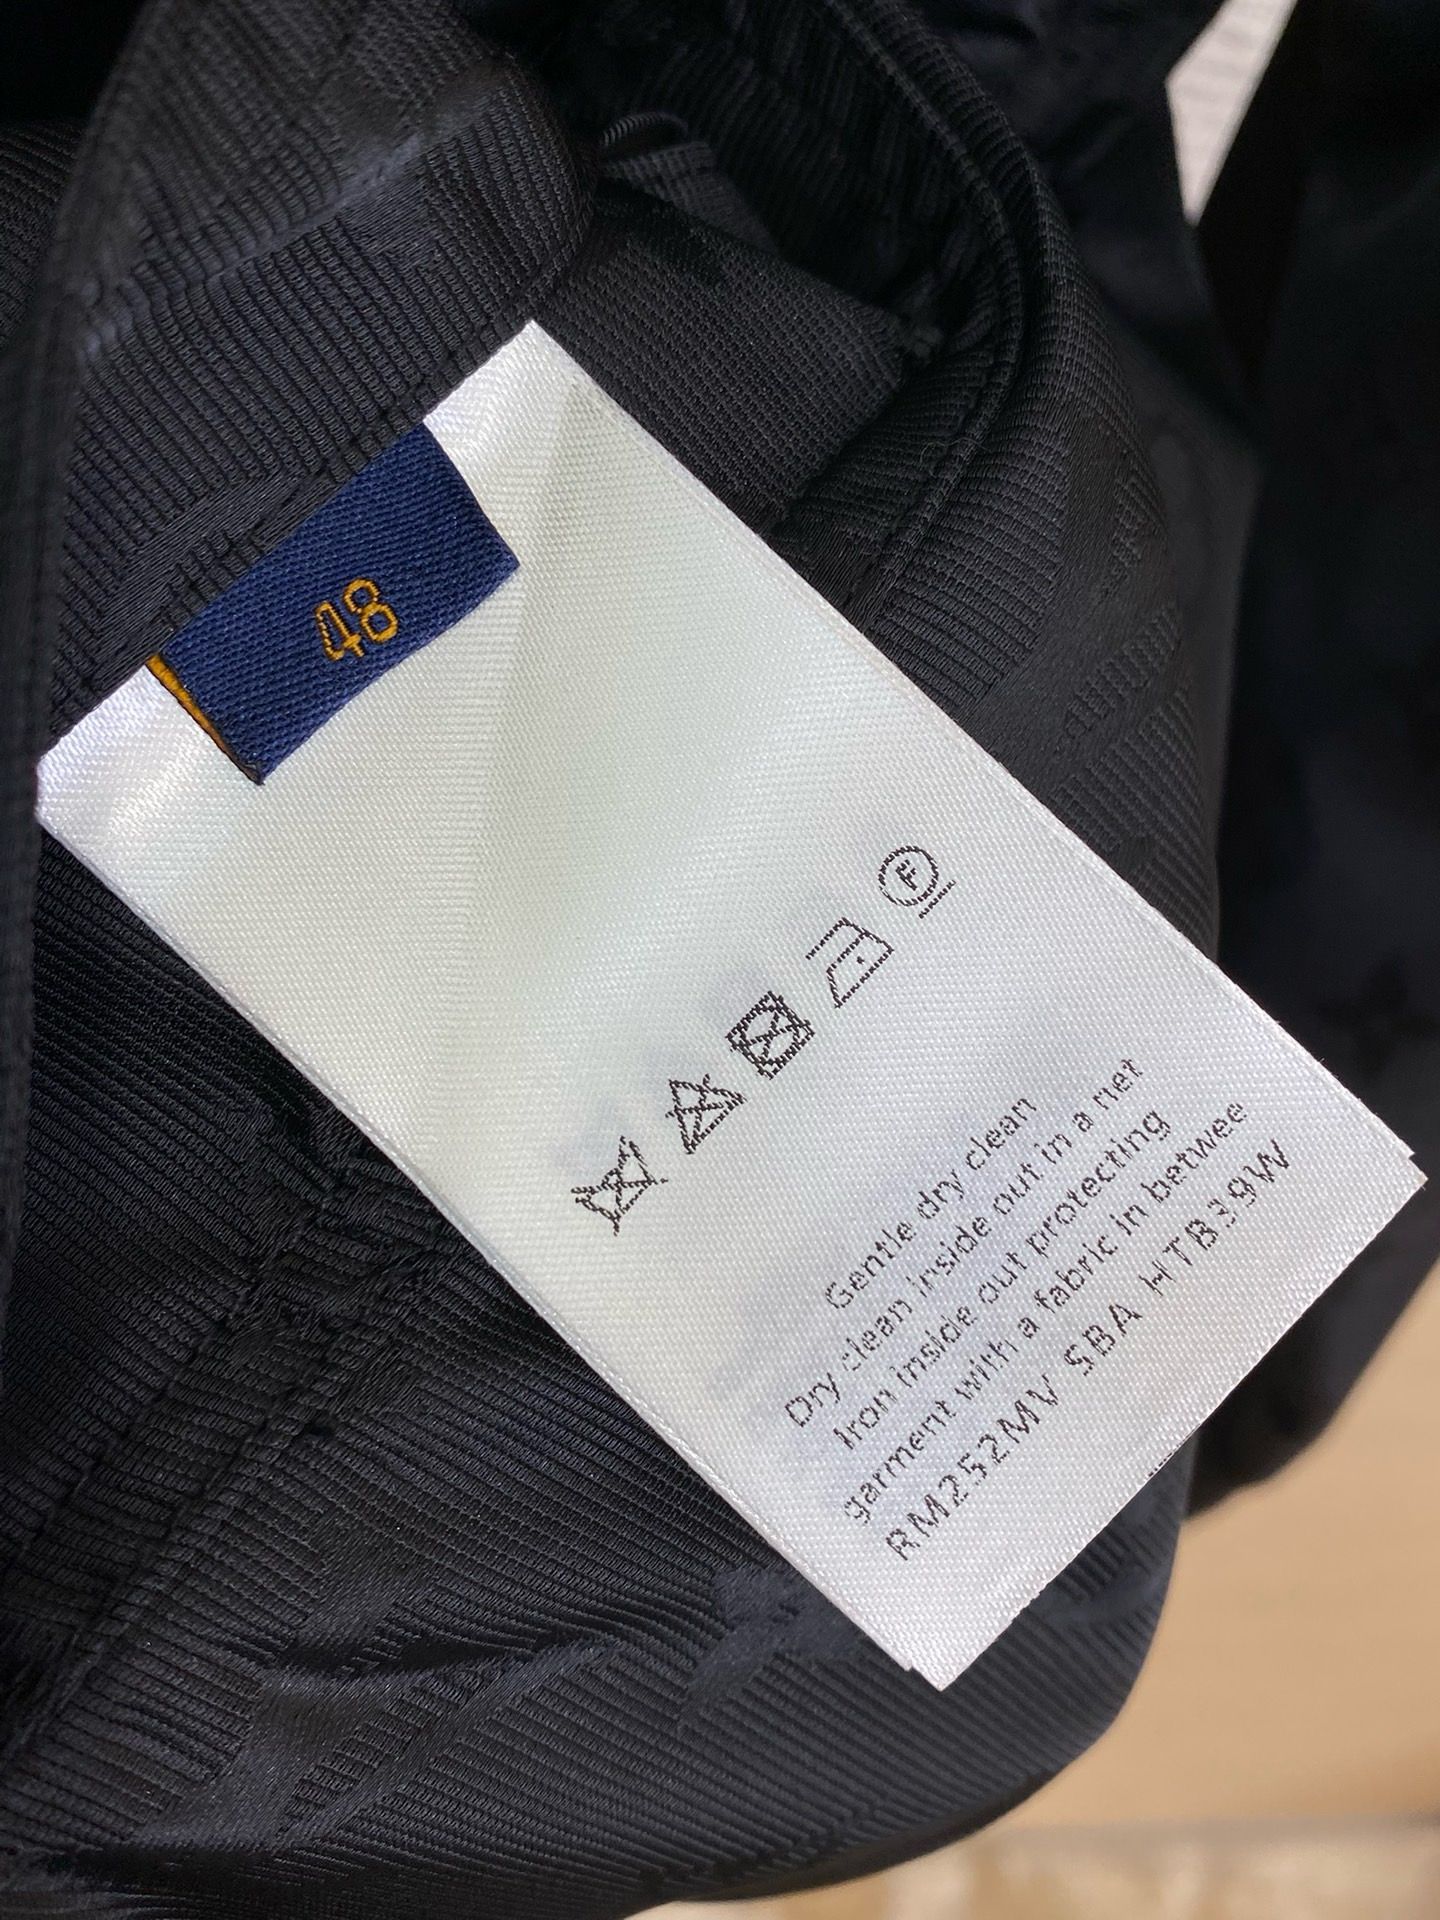 48
F
Gentle dry clean
Dry clean inside out in a net
Iron inside out protecting
garment with a fabric in betwee
RM252MV SBA HTB39W